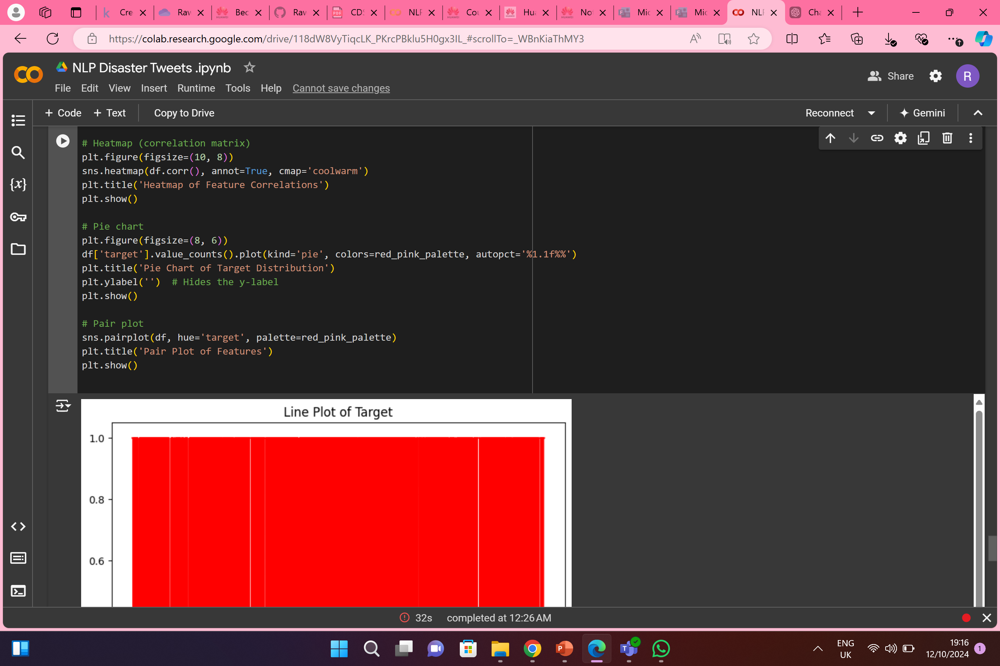 Cre
Raw
Bec
Raw
CDS
NLP
Cou
Hua
No
Mic
Mic
NLP
Cha
https://colab.research.google.com/drive/118dW8VyTiqcLK_PKrcPBklu5H0gx3IL_#scrollTo=_WBnKiaThMY3
NLP Disaster Tweets .ipynb
Share
R
File Edit View Insert Runtime Tools Help Cannot save changes
+ Code + Text Copy to Drive
Reconnect Gemini
# Heatmap (correlation matrix)
plt.figure(figsize=(10, 8))
sns.heatmap(df.corr(), annot=True, cmap='coolwarm')
plt.title('Heatmap of Feature Correlations')
plt.show()
# Pie chart
plt.figure(figsize=(8, 6))
df['target'].value_counts().plot(kind='pie', colors=red_pink_palette, autopct='%1.1f%%')
plt.title('Pie Chart of Target Distribution')
plt.ylabel('')  # Hides the y-label
plt.show()
# Pair plot
sns.pairplot(df, hue='target', palette=red_pink_palette)
plt.title('Pair Plot of Features')
plt.show()
Line Plot of Target
1.0
0.8
0.6
32s completed at 12:26 AM
ENG
UK
19:16
12/10/2024
1